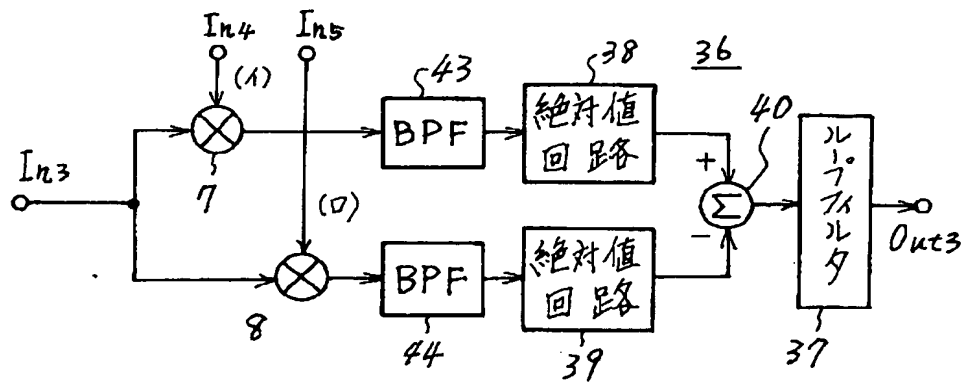 In4
In5
(イ)
43
38
36
40
BPF
絶対値
回路
+
ループフィルタ
In3
7
(ロ)
Σ
-
Out3
BPF
絶対値
回路
8
44
39
37